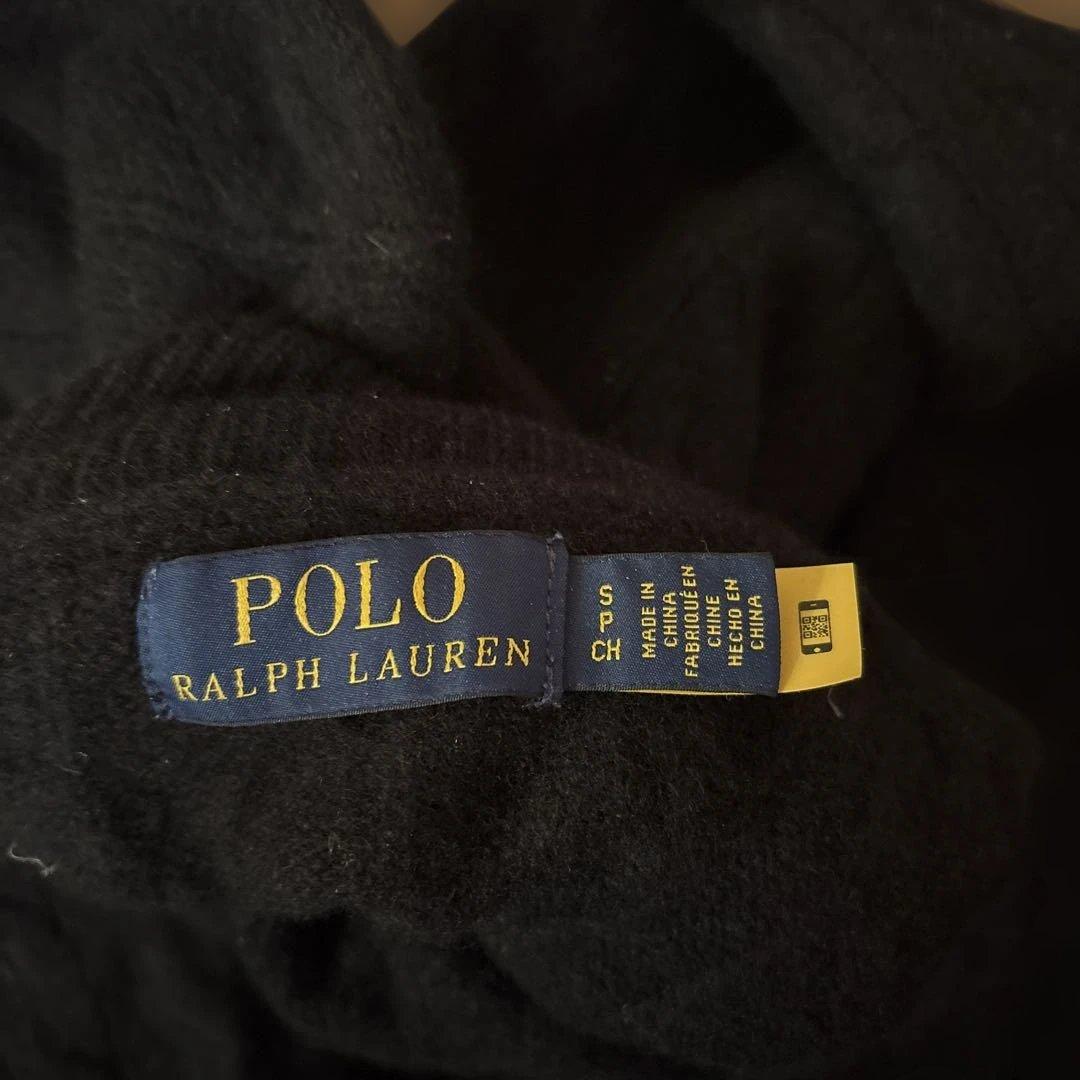 POLO
RALPH LAUREN
S
P
CH
MADE IN
CHINA
FABRIQUÉ EN
CHINE
HECHO EN
CHINA